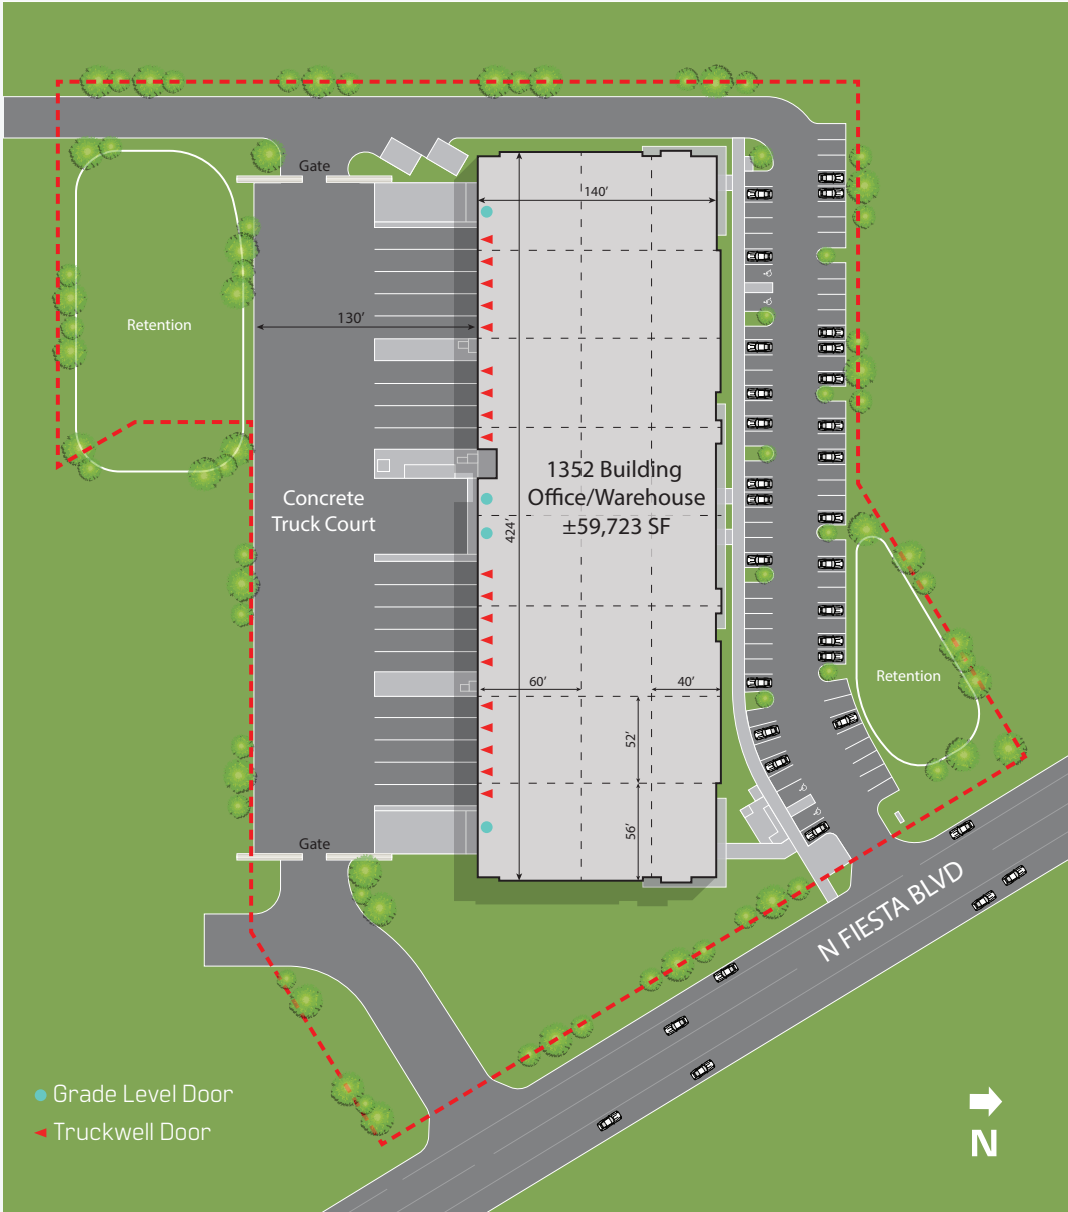 Gate
140'
130'
Retention
1352 Building
Office/Warehouse
±59,723 SF
424'
Concrete
Truck Court
60'
40'
Retention
52'
56'
Gate
N FIESTA BLVD
Grade Level Door
Truckwell Door
N